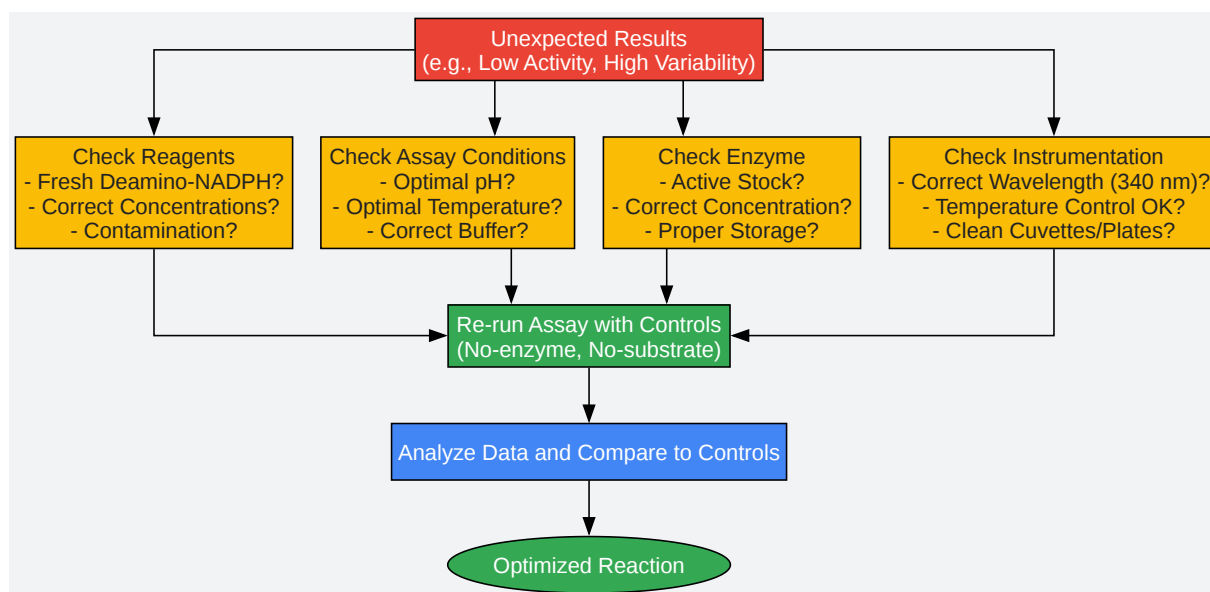 Unexpected Results
(e.g., Low Activity, High Variability)
Check Reagents
- Fresh Deamino-NADPH?
- Correct Concentrations?
- Contamination?
Check Assay Conditions
- Optimal pH?
- Optimal Temperature?
- Correct Buffer?
Check Enzyme
- Active Stock?
- Correct Concentration?
- Proper Storage?
Check Instrumentation
- Correct Wavelength (340 nm)?
- Temperature Control OK?
- Clean Cuvettes/Plates?
Re-run Assay with Controls
(No-enzyme, No-substrate)
Analyze Data and Compare to Controls
Optimized Reaction